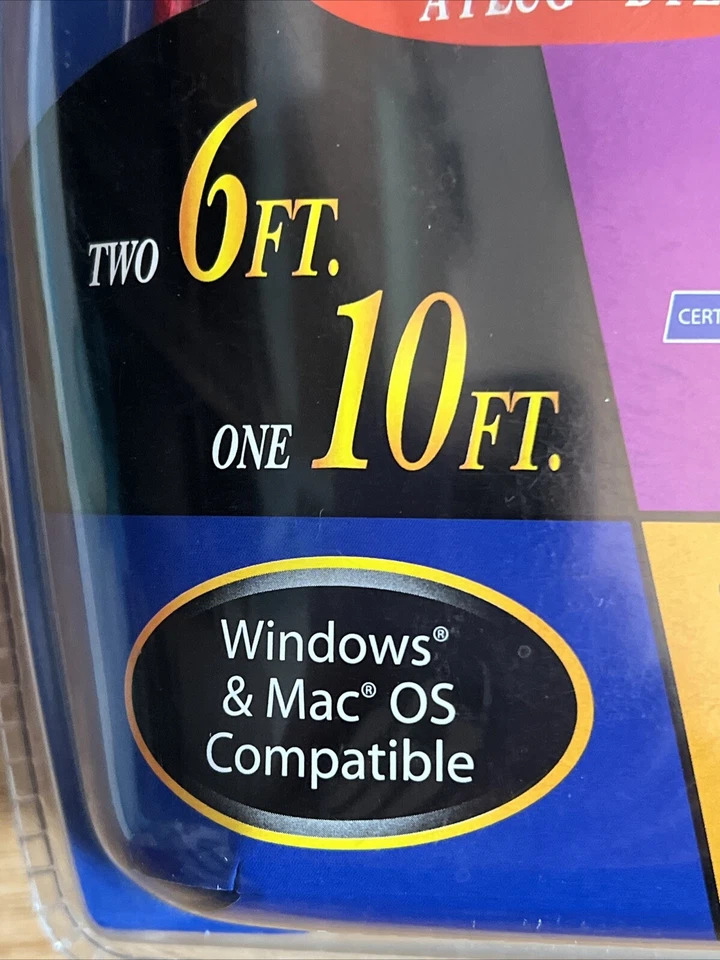 TWO 6FT.
ONE 10FT.
CERT
Windows®
& Mac® OS
Compatible